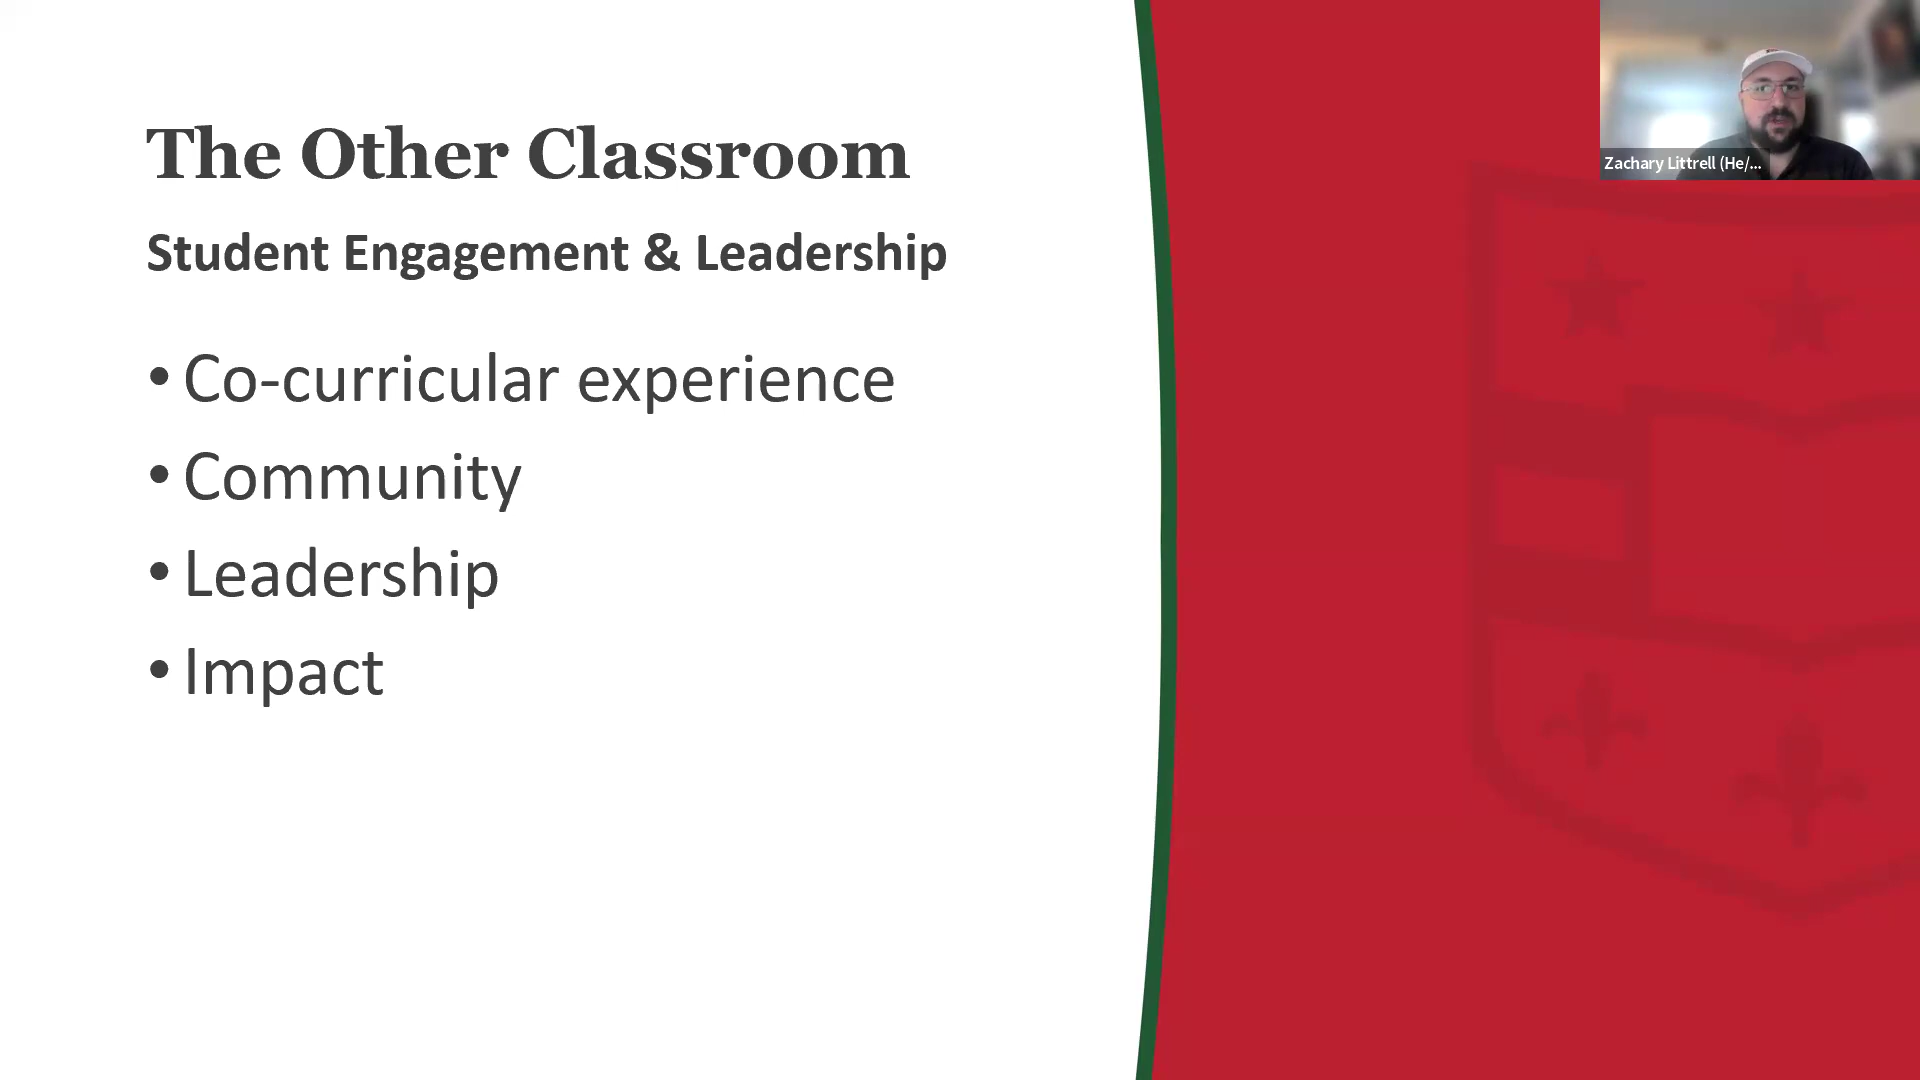 The Other Classroom
Student Engagement & Leadership
• Co-curricular experience
• Community
• Leadership
• Impact
Zachary Littrell (He/...